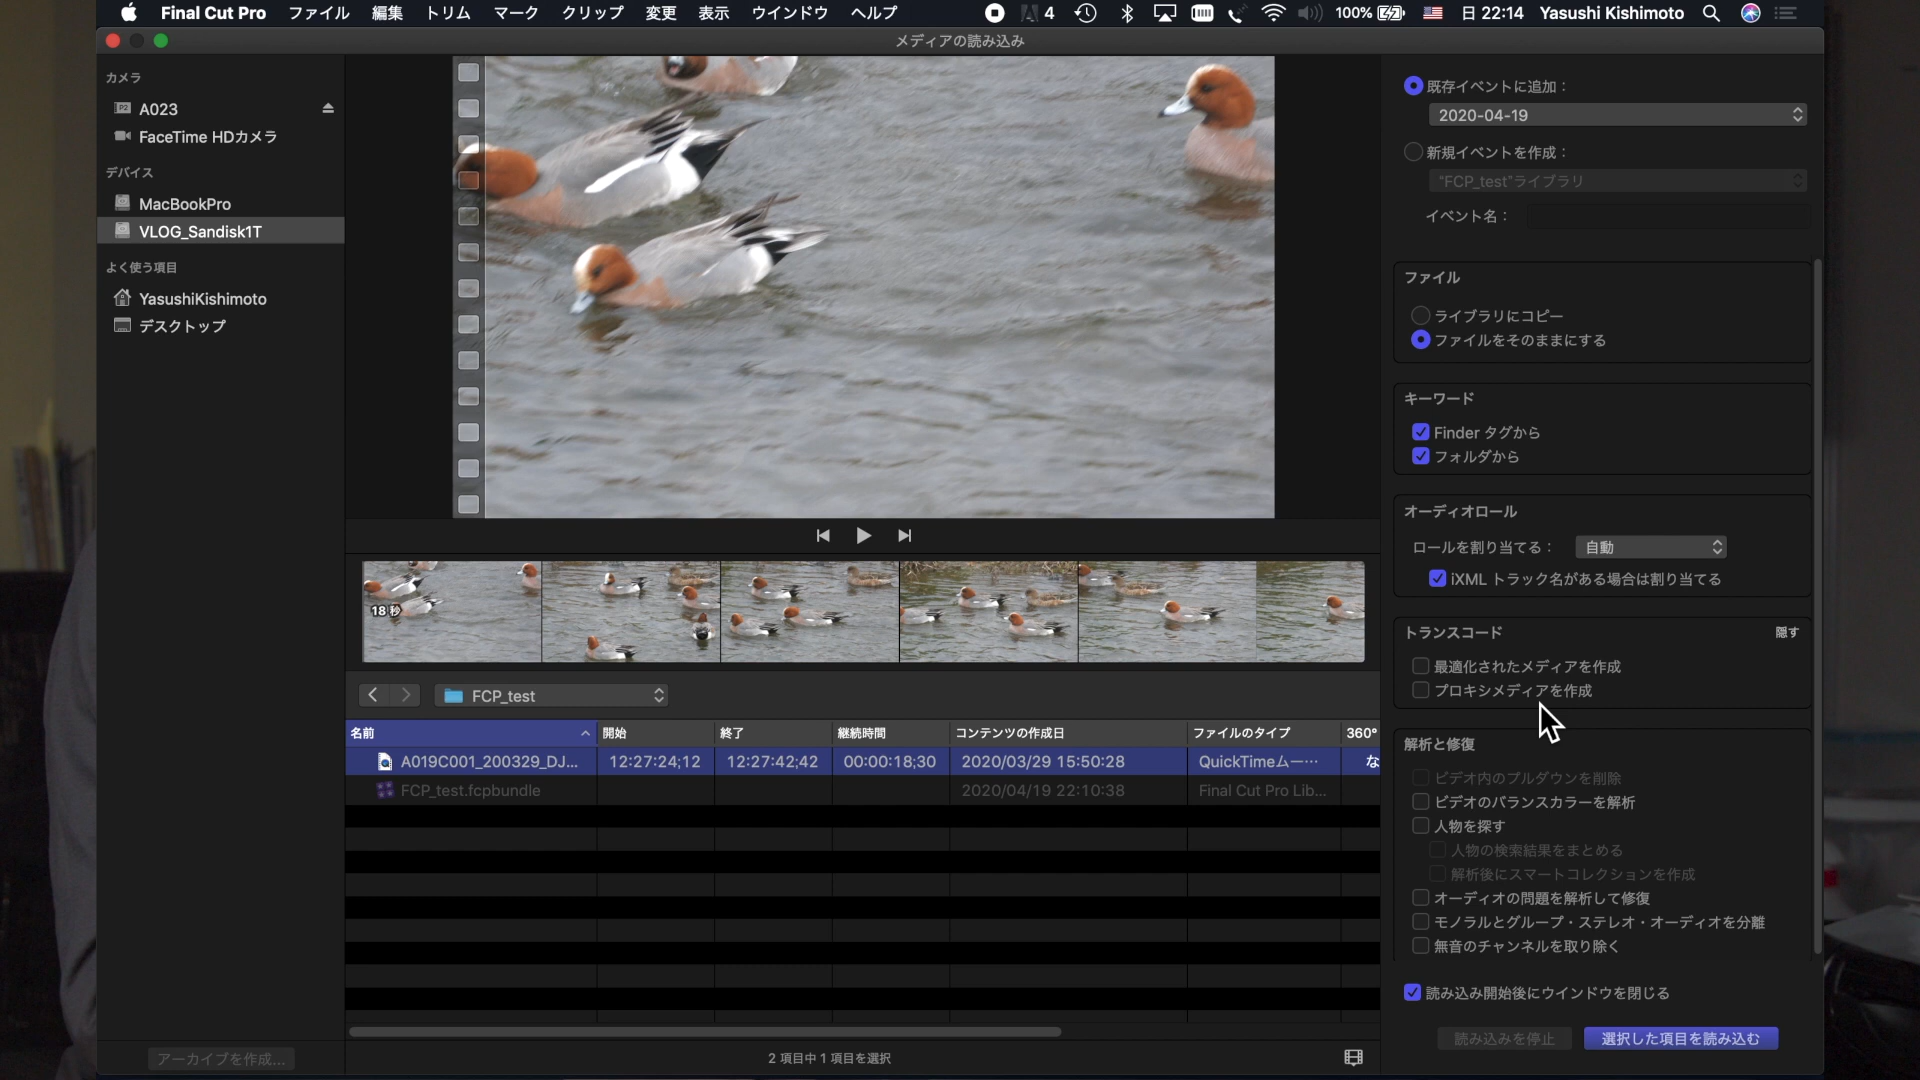 Final Cut Pro ファイル 編集 トリム マーク クリップ 変更 表示 ウインドウ ヘルプ 4 100% 日 22:14 Yasushi Kishimoto
メディアの読み込み
カメラ
P2 A023
FaceTime HDカメラ
デバイス
MacBookPro
VLOG_Sandisk1T
よく使う項目
YasushiKishimoto
デスクトップ
アーカイブを作成...
18 秒
FCP_test
名前 開始 終了 継続時間 コンテンツの作成日 ファイルのタイプ 360°
A019C001_200329_DJ... 12:27:24;12 12:27:42;42 00:00:18;30 2020/03/29 15:50:28 QuickTimeムー… な
FCP_test.fcpbundle 2020/04/19 22:10:38 Final Cut Pro Lib...
2 項目中 1 項目を選択
既存イベントに追加：
2020-04-19
新規イベントを作成：
"FCP_test"ライブラリ
イベント名：
ファイル
ライブラリにコピー
ファイルをそのままにする
キーワード
Finder タグから
フォルダから
オーディオロール
ロールを割り当てる： 自動
iXML トラック名がある場合は割り当てる
トランスコード 隠す
最適化されたメディアを作成
プロキシメディアを作成
解析と修復
ビデオ内のプルダウンを削除
ビデオのバランスカラーを解析
人物を探す
人物の検索結果をまとめる
解析後にスマートコレクションを作成
オーディオの問題を解析して修復
モノラルとグループ・ステレオ・オーディオを分離
無音のチャンネルを取り除く
読み込み開始後にウインドウを閉じる
読み込みを停止 選択した項目を読み込む